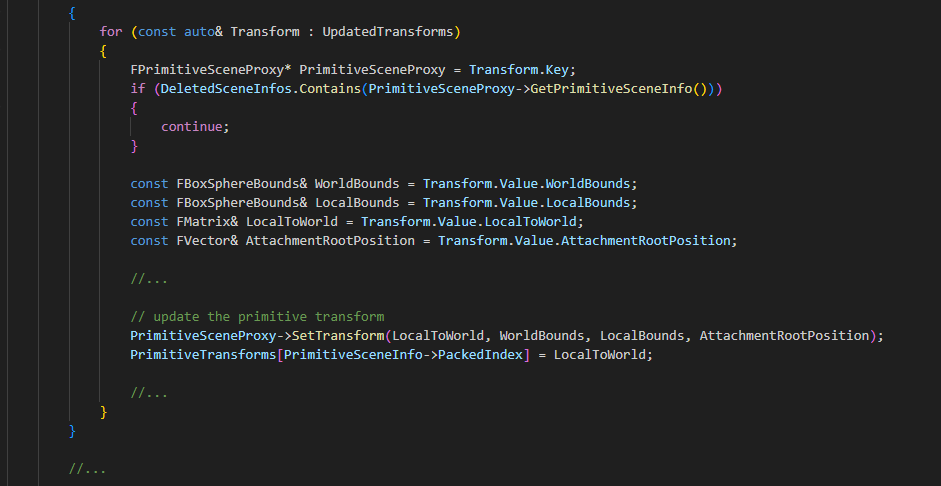 {
for (const auto& Transform : UpdatedTransforms)
{
FPrimitiveSceneProxy* PrimitiveSceneProxy = Transform.Key;
if (DeletedSceneInfos.Contains(PrimitiveSceneProxy->GetPrimitiveSceneInfo()))
{
continue;
}
const FBoxSphereBounds& WorldBounds = Transform.Value.WorldBounds;
const FBoxSphereBounds& LocalBounds = Transform.Value.LocalBounds;
const FMatrix& LocalToWorld = Transform.Value.LocalToWorld;
const FVector& AttachmentRootPosition = Transform.Value.AttachmentRootPosition;
//...
// update the primitive transform
PrimitiveSceneProxy->SetTransform(LocalToWorld, WorldBounds, LocalBounds, AttachmentRootPosition);
PrimitiveTransforms[PrimitiveSceneInfo->PackedIndex] = LocalToWorld;
//...
}
}
//...